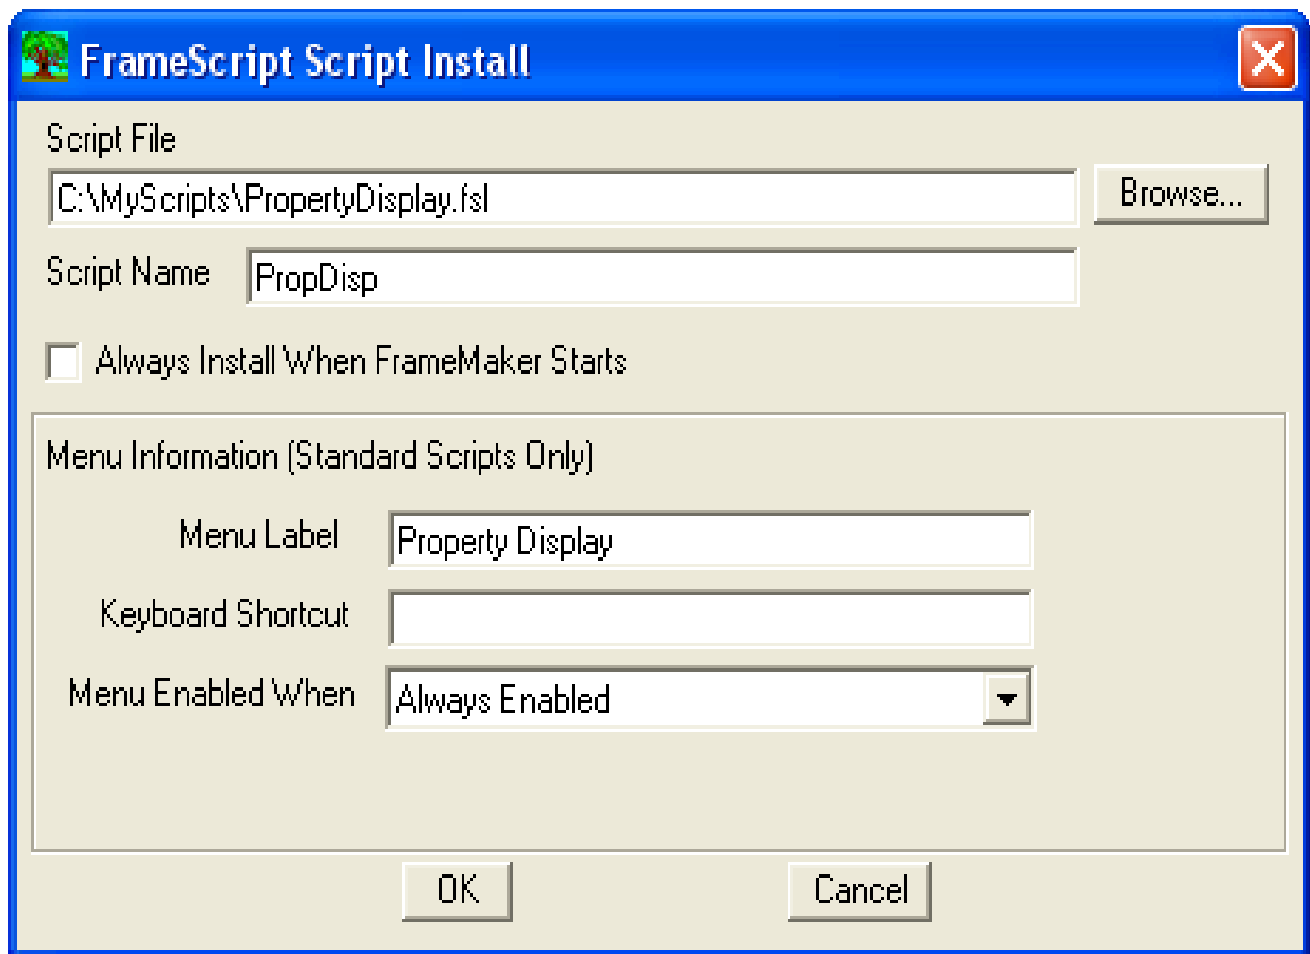 FrameScript Script Install
Script File
C:\MyScripts\PropertyDisplay.fsl
Browse...
Script Name
PropDisp
Always Install When FrameMaker Starts
Menu Information (Standard Scripts Only)
Menu Label
Property Display
Keyboard Shortcut
Menu Enabled When
Always Enabled
OK
Cancel